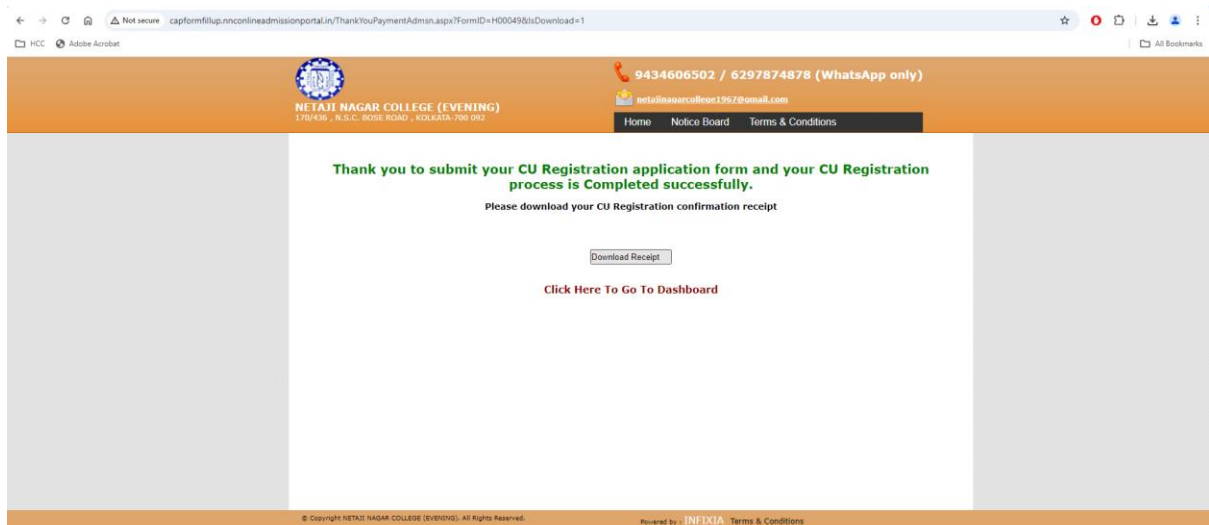 Not secure capformfillup.nnconlineadmissionportal.in/ThankYouPaymentAdmsn.aspx?FormID=H00049&IsDownload=1
HCC Adobe Acrobat All Bookmarks
9434606502 / 6297874878 (WhatsApp only)
netajinagarcollege1967@gmail.com
NETAJI NAGAR COLLEGE (EVENING)
170/436 , N.S.C. BOSE ROAD , KOLKATA-700 092
Home Notice Board Terms & Conditions
Thank you to submit your CU Registration application form and your CU Registration
process is Completed successfully.
Please download your CU Registration confirmation receipt
Download Receipt
Click Here To Go To Dashboard
© Copyright NETAJI NAGAR COLLEGE (EVENING). All Rights Reserved. Powered by : INFIXIA Terms & Conditions